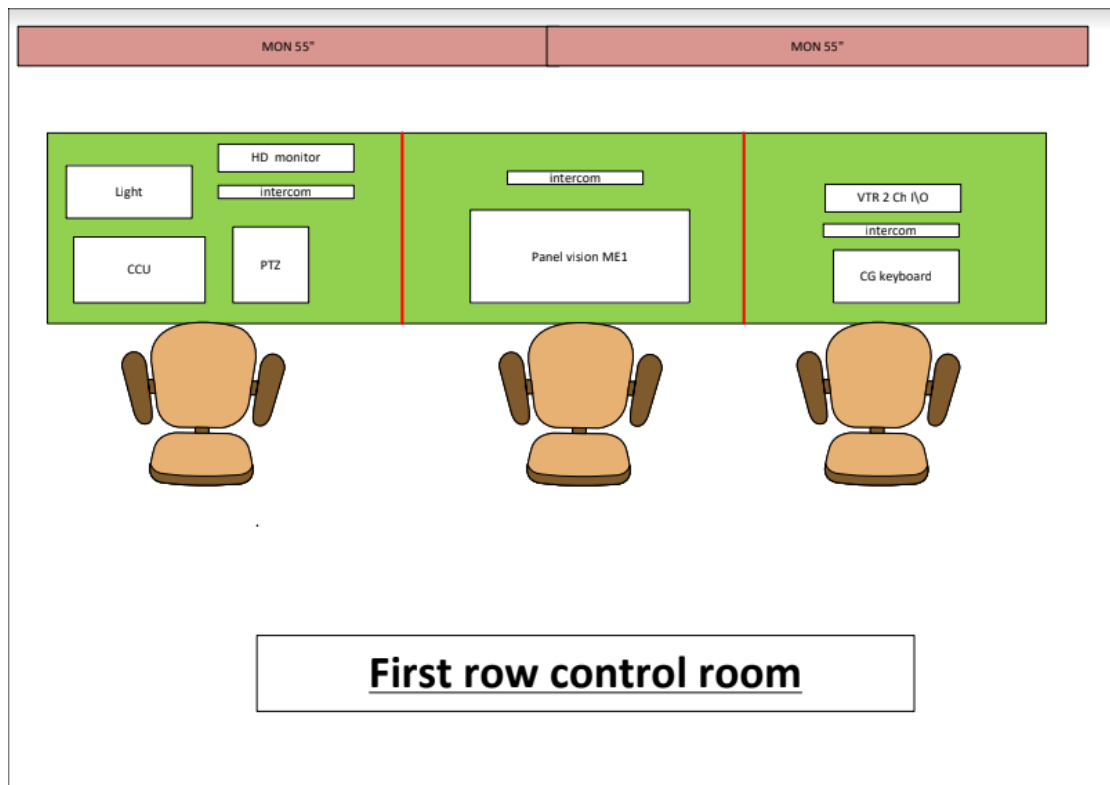 MON 55"
MON 55"
HD  monitor
Light
intercom
CCU
PTZ
intercom
Panel vision ME1
VTR 2 Ch I\O
intercom
CG keyboard
.
First row control room